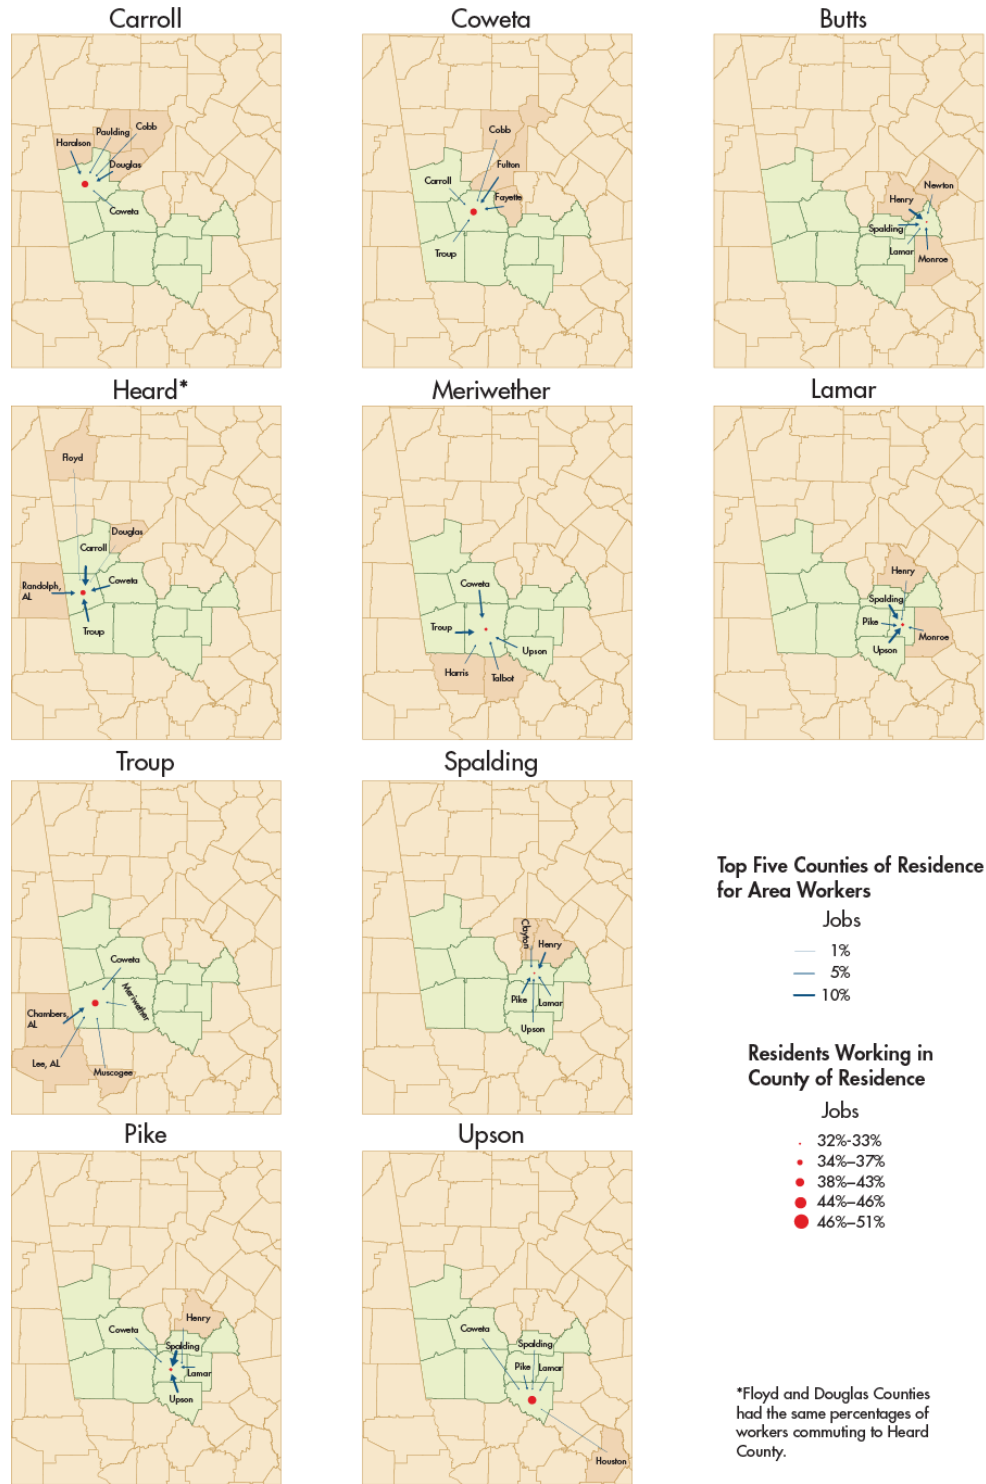 Carroll
Coweta
Butts
Haralson
Paulding
Cobb
Douglas
Coweta
Cobb
Fulton
Carroll
Fayette
Troup
Newton
Henry
Spalding
Lamar
Monroe
Heard*
Meriwether
Lamar
Floyd
Douglas
Carroll
Randolph,
AL
Coweta
Troup
Coweta
Troup
Upson
Harris
Talbot
Henry
Spalding
Pike
Monroe
Upson
Troup
Spalding
Coweta
Meriwether
Chambers,
AL
Lee, AL
Muscogee
Clayton
Henry
Pike
Lamar
Upson
Top Five Counties of Residence
for Area Workers
Jobs
1%
5%
10%
Residents Working in
County of Residence
Jobs
32%-33%
34%–37%
38%–43%
44%–46%
46%–51%
Pike
Upson
Henry
Coweta
Spalding
Lamar
Upson
Coweta
Spalding
Pike
Lamar
Houston
*Floyd and Douglas Counties
had the same percentages of
workers commuting to Heard
County.